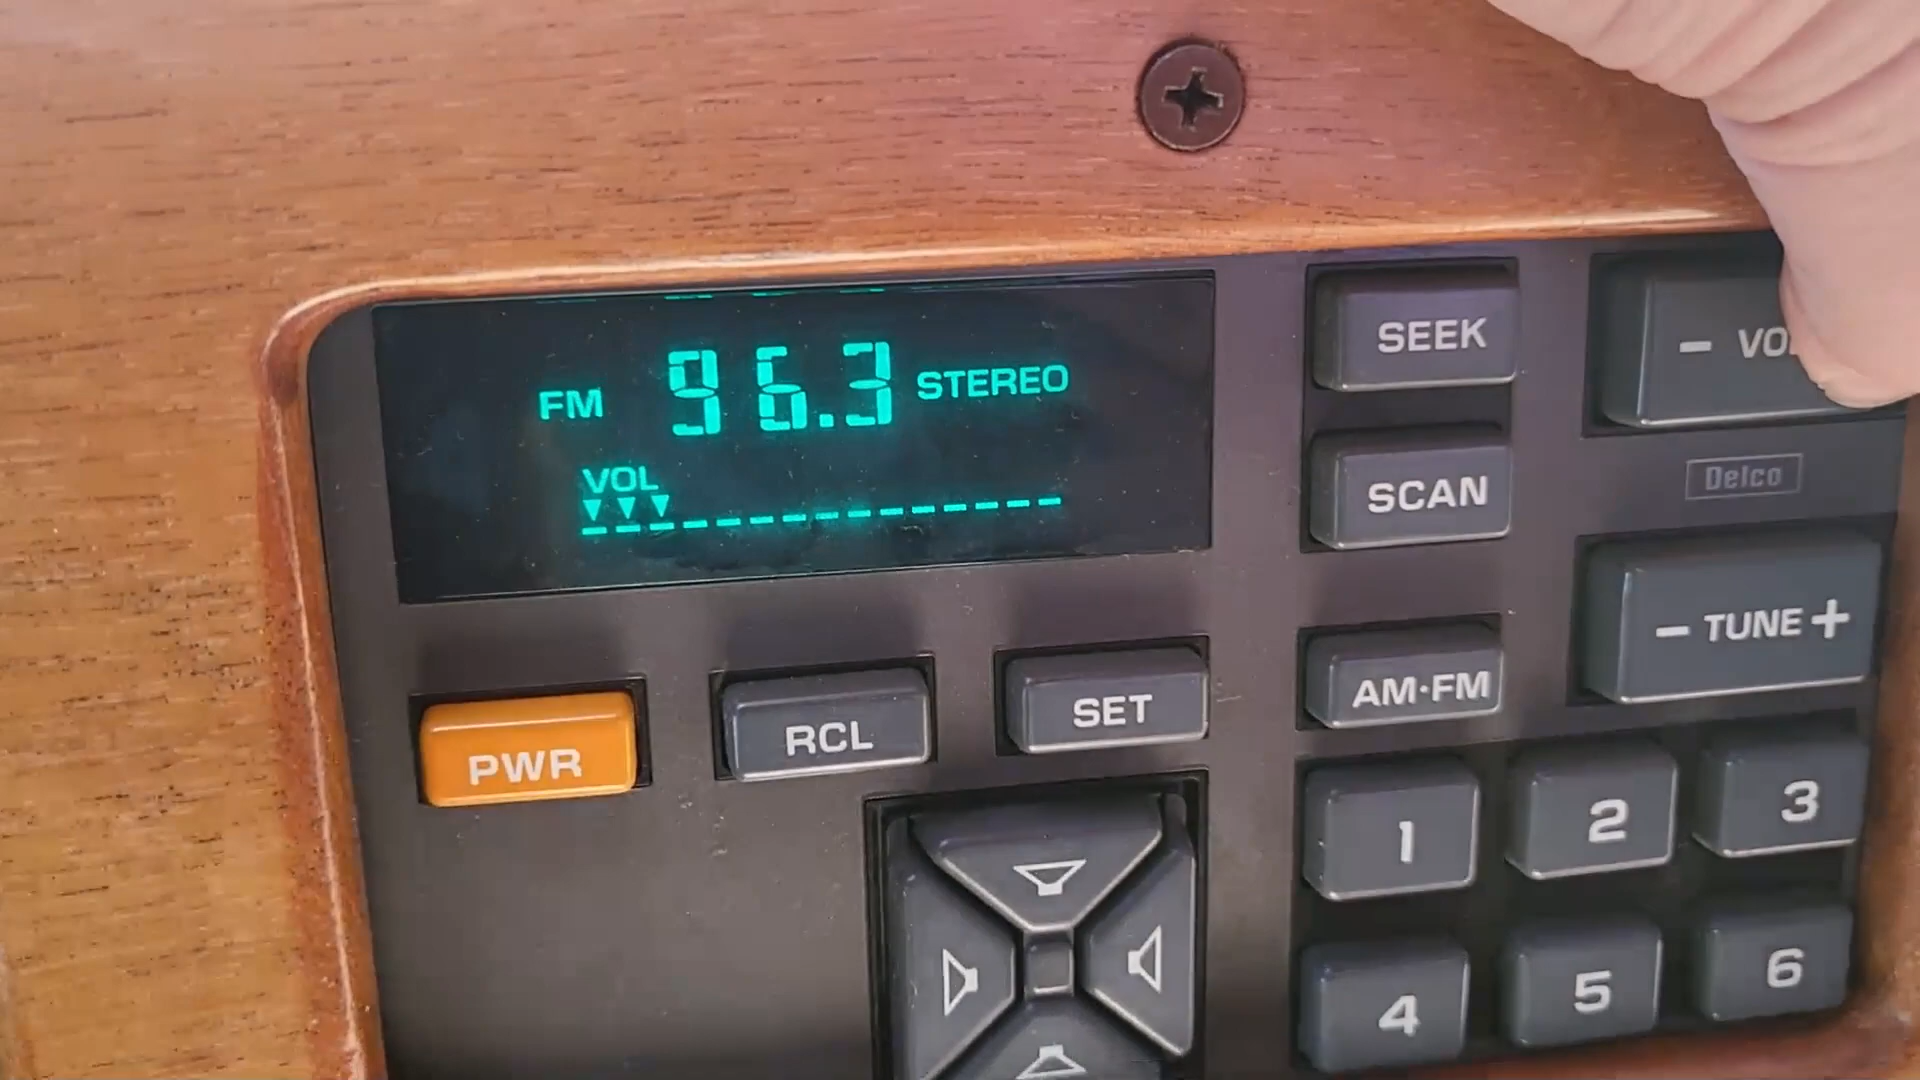 FM 96.3 STEREO
VOL
SEEK
SCAN
AM·FM
- VO
Delco
- TUNE +
PWR
RCL
SET
1 2 3
4 5 6